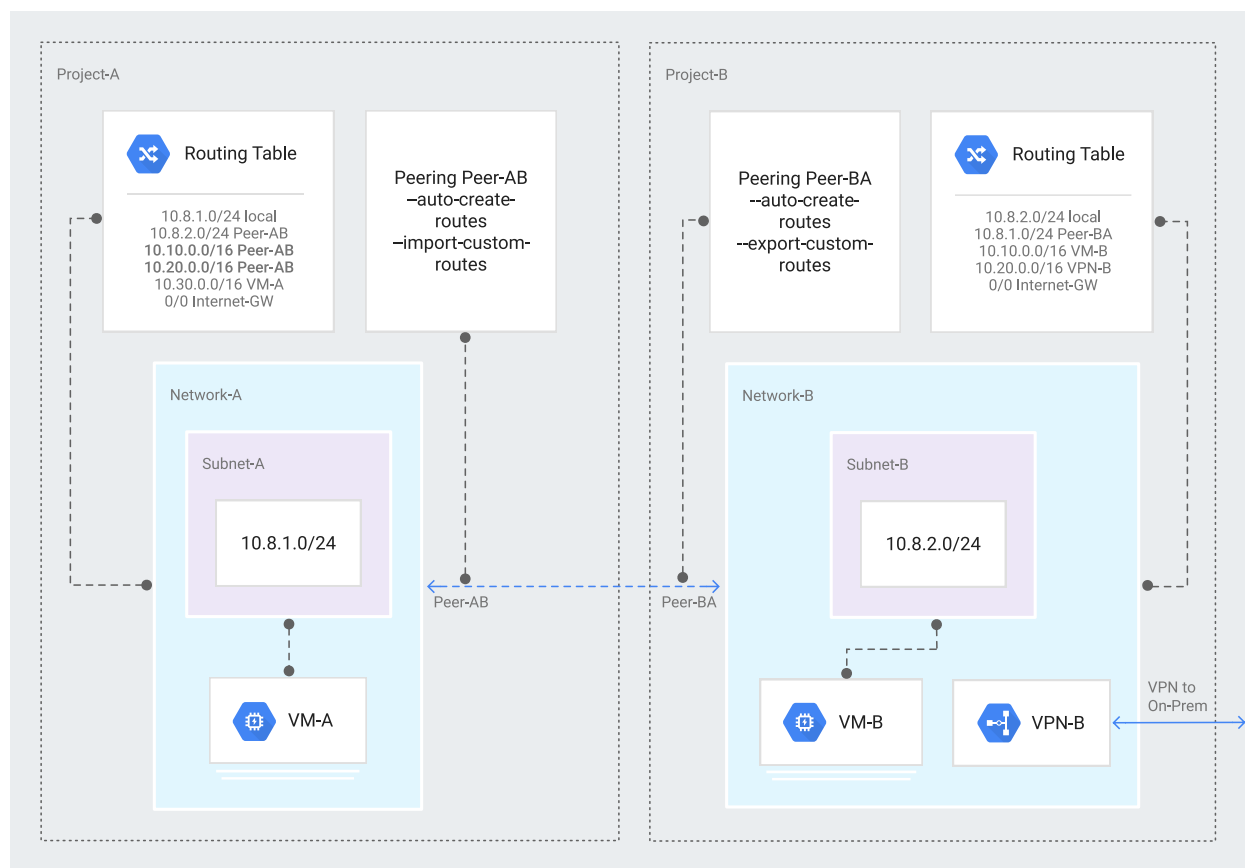 Project-A
Routing Table
10.8.1.0/24 local
10.8.2.0/24 Peer-AB
10.10.0.0/16 Peer-AB
10.20.0.0/16 Peer-AB
10.30.0.0/16 VM-A
0/0 Internet-GW
Peering Peer-AB
–auto-create-
routes
–import-custom-
routes
Network-A
Subnet-A
10.8.1.0/24
VM-A
Peer-AB
Project-B
Peering Peer-BA
--auto-create-
routes
--export-custom-
routes
Routing Table
10.8.2.0/24 local
10.8.1.0/24 Peer-BA
10.10.0.0/16 VM-B
10.20.0.0/16 VPN-B
0/0 Internet-GW
Network-B
Subnet-B
10.8.2.0/24
Peer-BA
VM-B
VPN-B
VPN to
On-Prem